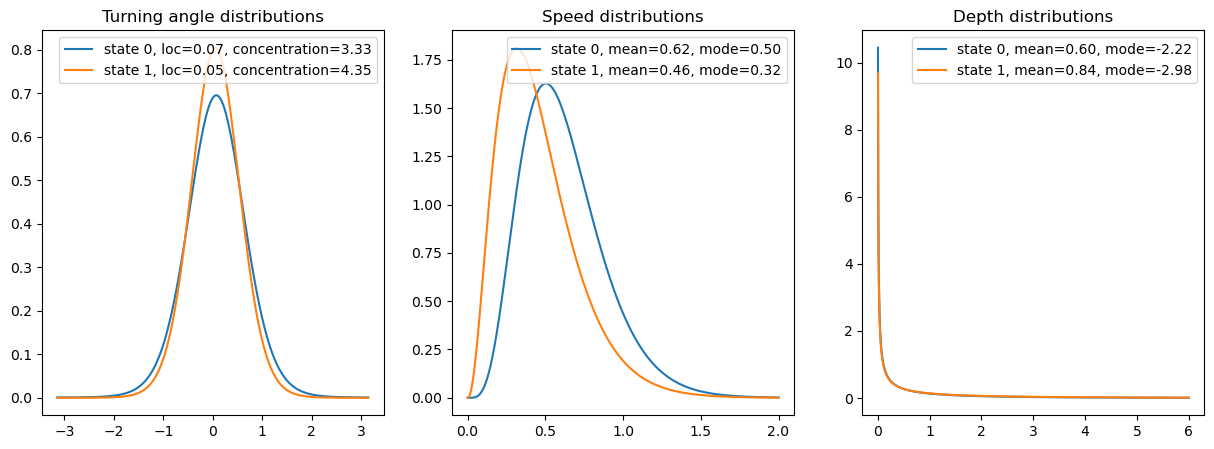 Turning angle distributions
state 0, loc=0.07, concentration=3.33
state 1, loc=0.05, concentration=4.35
0.8
0.7
0.6
0.5
0.4
0.3
0.2
0.1
0.0
−3 −2 −1 0 1 2 3
Speed distributions
state 0, mean=0.62, mode=0.50
state 1, mean=0.46, mode=0.32
1.75
1.50
1.25
1.00
0.75
0.50
0.25
0.00
0.0 0.5 1.0 1.5 2.0
Depth distributions
state 0, mean=0.60, mode=-2.22
state 1, mean=0.84, mode=-2.98
10
8
6
4
2
0
0 1 2 3 4 5 6